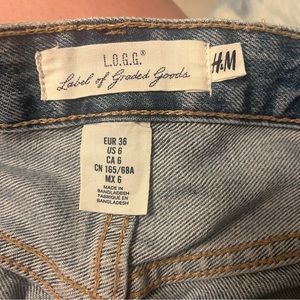 L.O.G.G.®
Label of Graded Goods
H&M
EUR 36
US 6
CA 6
CN 165/68A
MX 6
MADE IN
BANGLADESH
FABRIQUE EN
BANGLADESH